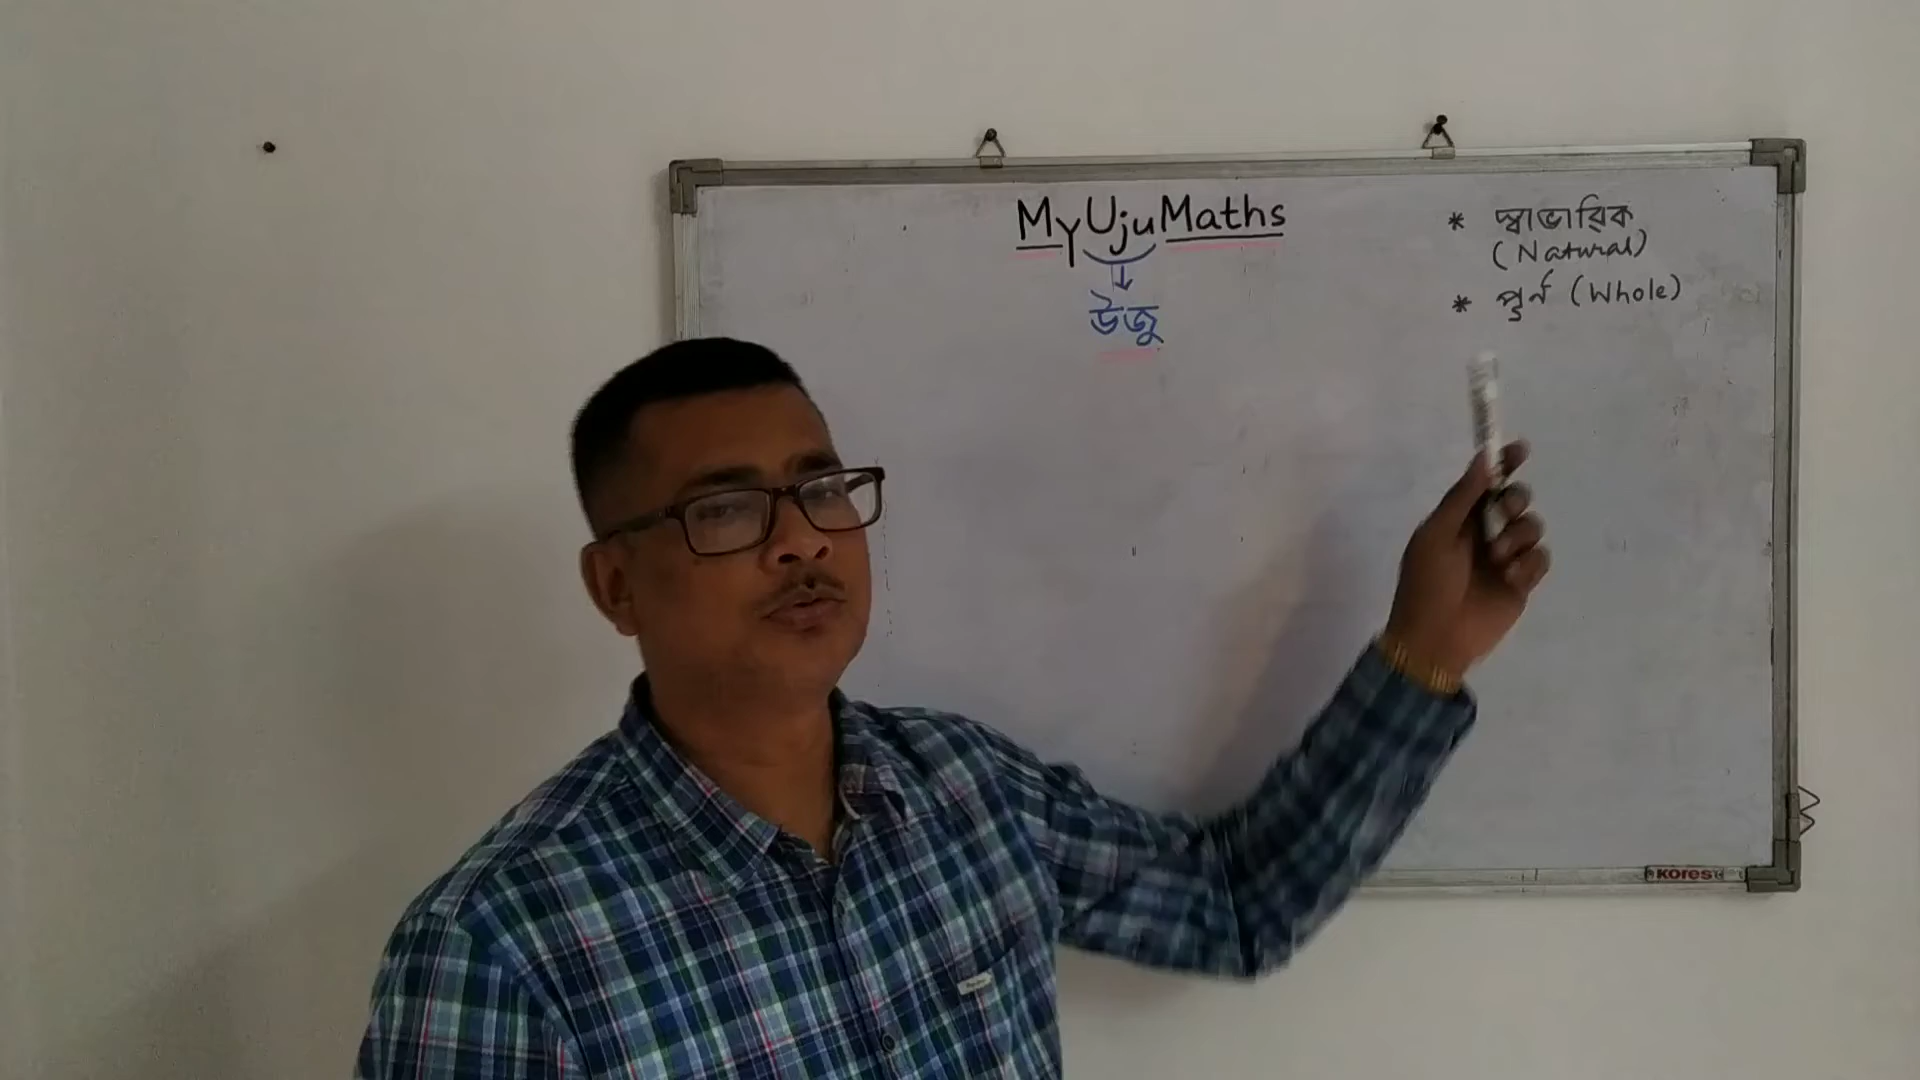 MyUjuMaths
উজু
* স্বাভাৱিক
(Natural)
* পূৰ্ন (Whole)
kores